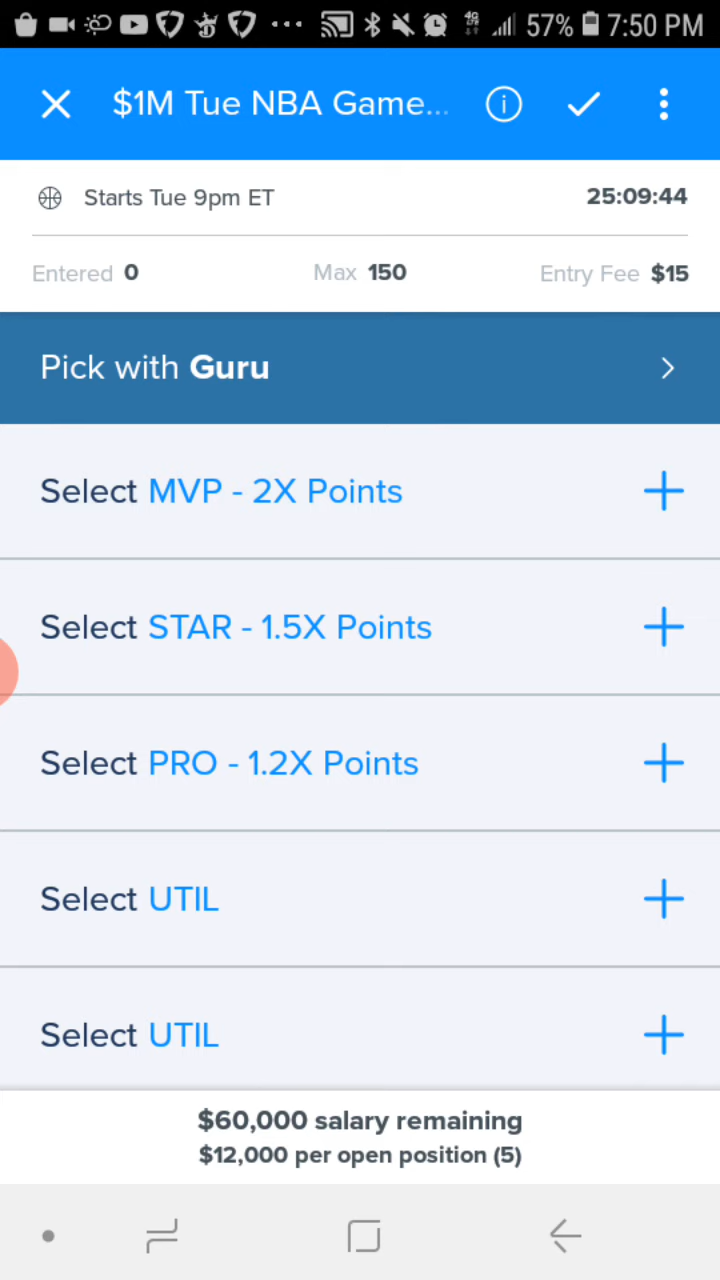 57% 7:50 PM
$1M Tue NBA Game...
Starts Tue 9pm ET 25:09:44
Entered 0 Max 150 Entry Fee $15
Pick with Guru
Select MVP - 2X Points
Select STAR - 1.5X Points
Select PRO - 1.2X Points
Select UTIL
Select UTIL
$60,000 salary remaining
$12,000 per open position (5)